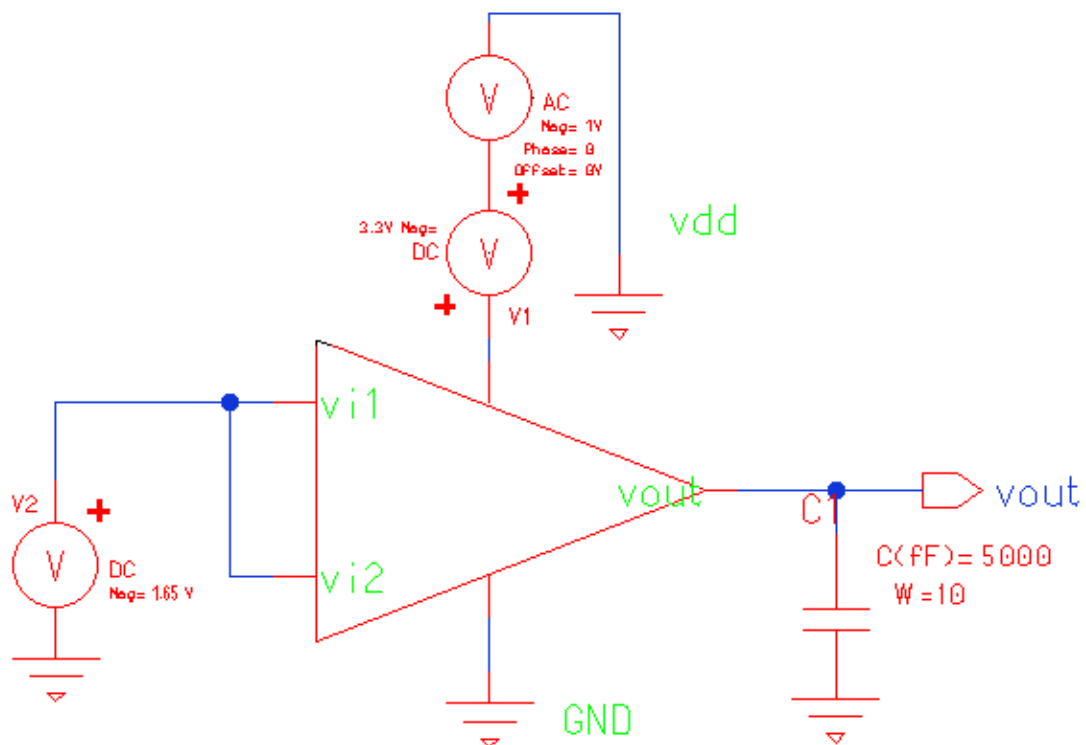 V
AC
Mag= 1V
Phase= 0
Offset= 0V
+
3.3V Mag=
DC
V
+
V1
vdd
vi1
V2
+
V
DC
Mag= 1.65 V
vi2
vout
C1
vout
C(fF)=5000
W=10
GND